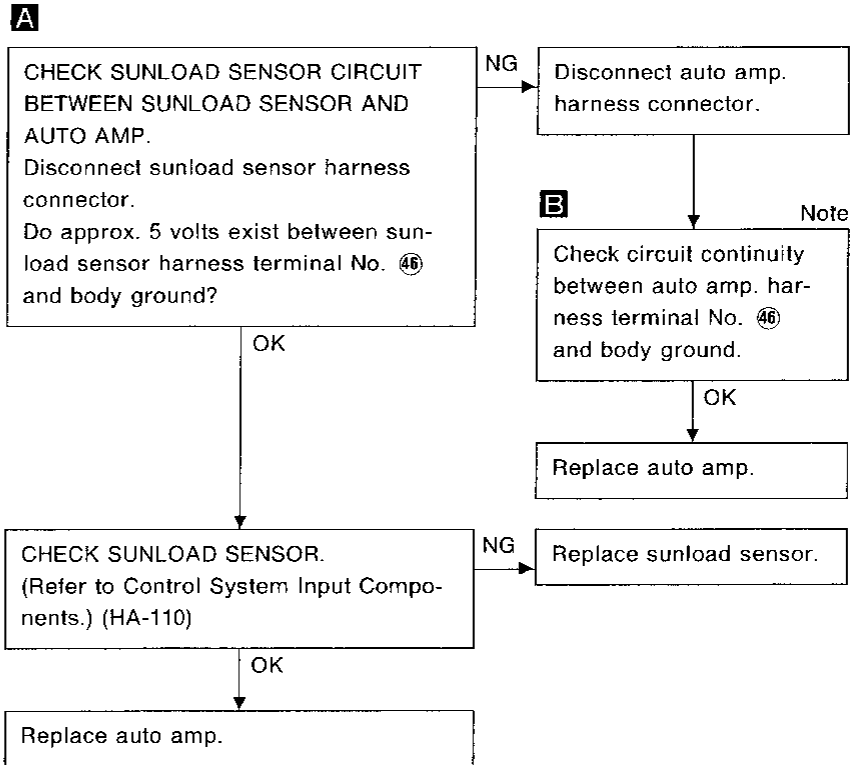 A
CHECK SUNLOAD SENSOR CIRCUIT
BETWEEN SUNLOAD SENSOR AND
AUTO AMP.
Disconnect sunload sensor harness
connector.
Do approx. 5 volts exist between sun-
load sensor harness terminal No. ㊻
and body ground?
NG
Disconnect auto amp.
harness connector.
B
Note
Check circuit continuity
between auto amp. har-
ness terminal No. ㊻
and body ground.
OK
Replace auto amp.
OK
CHECK SUNLOAD SENSOR.
(Refer to Control System Input Compo-
nents.) (HA-110)
NG
Replace sunload sensor.
OK
Replace auto amp.